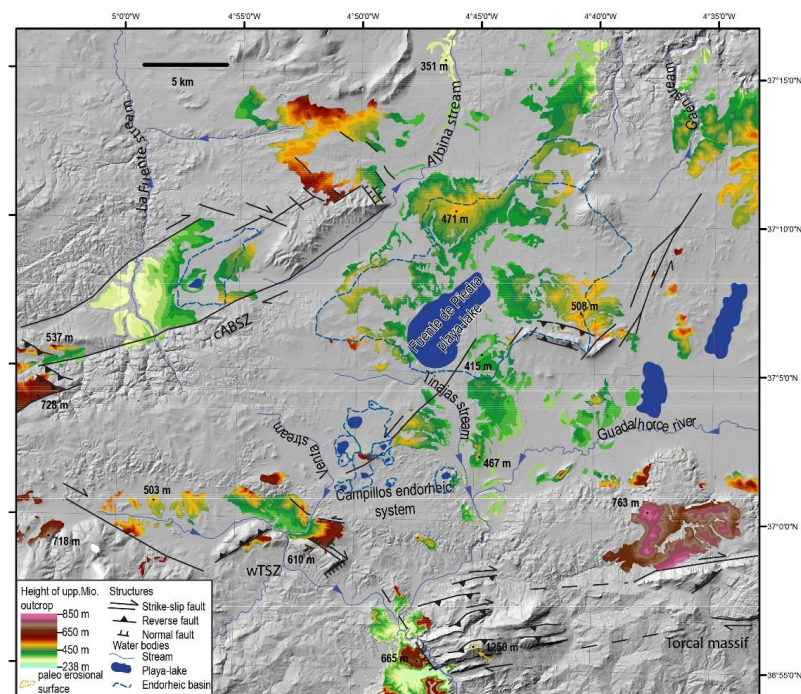 5°0'0"W 4°55'0"W 4°50'0"W 4°45'0"W 4°40'0"W 4°35'0"W
5 km
351 m
37°15'0"N
La Fuente stream
Albina stream
Gaen stream
471 m
37°10'0"N
Fuente de Piedra
playa-lake
508 m
cABSZ
537 m
415 m
728 m
37°5'0"N
Tinajas stream
Venta stream
Guadalhorce river
467 m
Campillos endorheic
system
503 m
763 m
718 m
37°0'0"N
610 m
wTSZ
Height of upp.Mio.
outcrop
850 m
650 m
450 m
238 m
paleo erosional
surface
Structures
Strike-slip fault
Reverse fault
Normal fault
Water bodies
Stream
Playa-lake
Endorheic basin
665 m
1250 m
Torcal massif
36°55'0"N